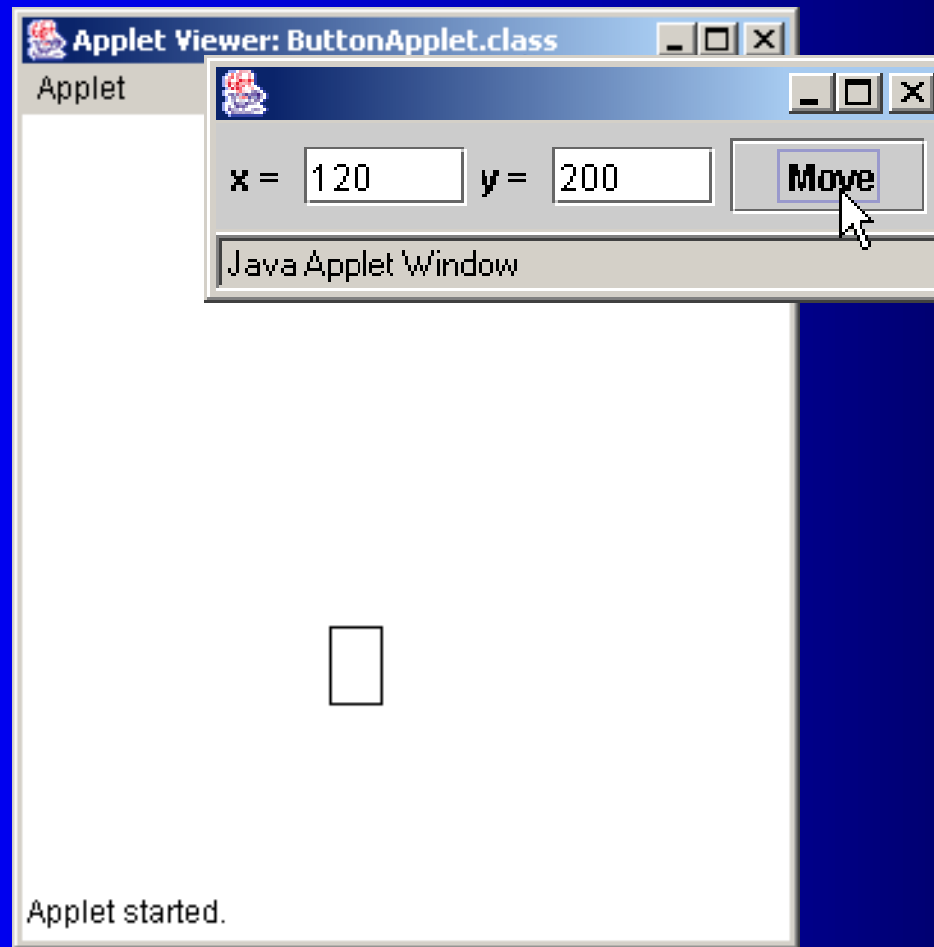 Applet Viewer: ButtonApplet.class
Applet
x = 120 y = 200 Move
Java Applet Window
Applet started.